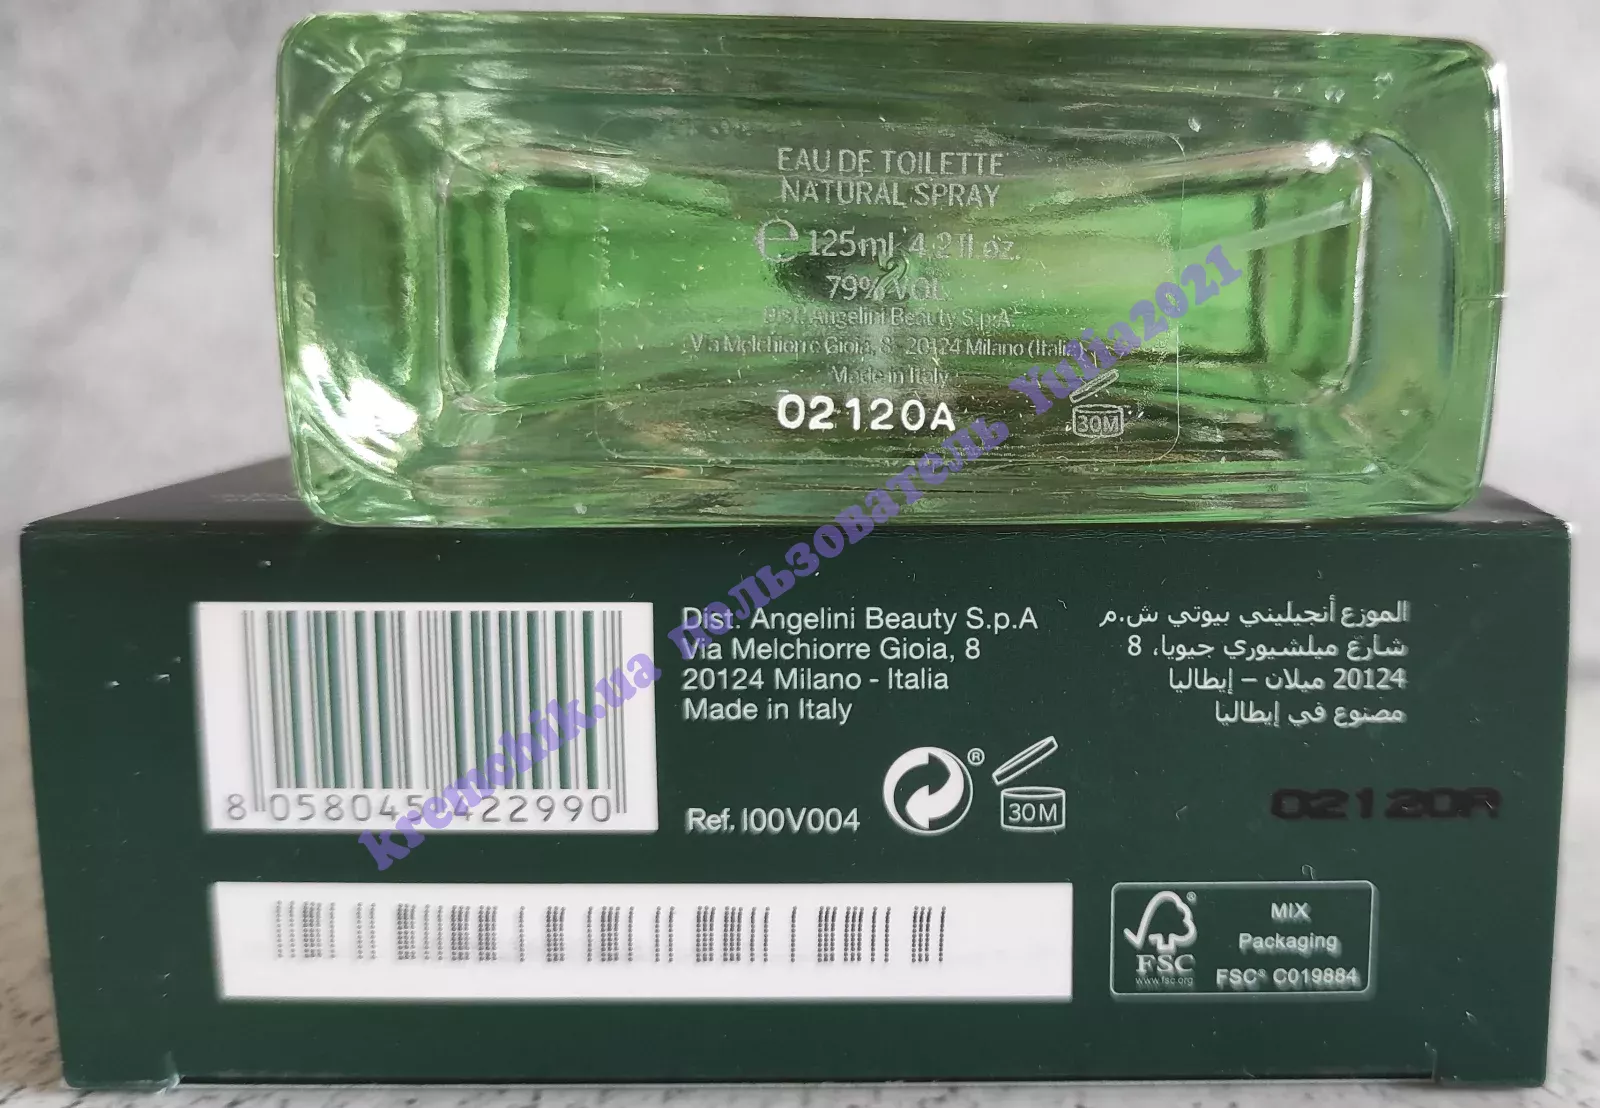 EAU DE TOILETTE
NATURAL SPRAY
℮ 125ml 4.2 fl.oz.
79% VOL.
Dist. Angelini Beauty S.p.A
Via Melchiorre Gioia, 8 - 20124 Milano (Italia)
Made in Italy
02120A
30M
kremohik.ua пользователь Yulia2021
8 058045 422990
Dist. Angelini Beauty S.p.A
Via Melchiorre Gioia, 8
20124 Milano - Italia
Made in Italy
الموزع أنجيليني بيوتي ش.م
شارع ميلشيوري جيويا، 8
20124 ميلان – إيطاليا
مصنوع في إيطاليا
Ref. I00V004
®
30M
02120A
FSC
www.fsc.org
MIX
Packaging
FSC® C019884